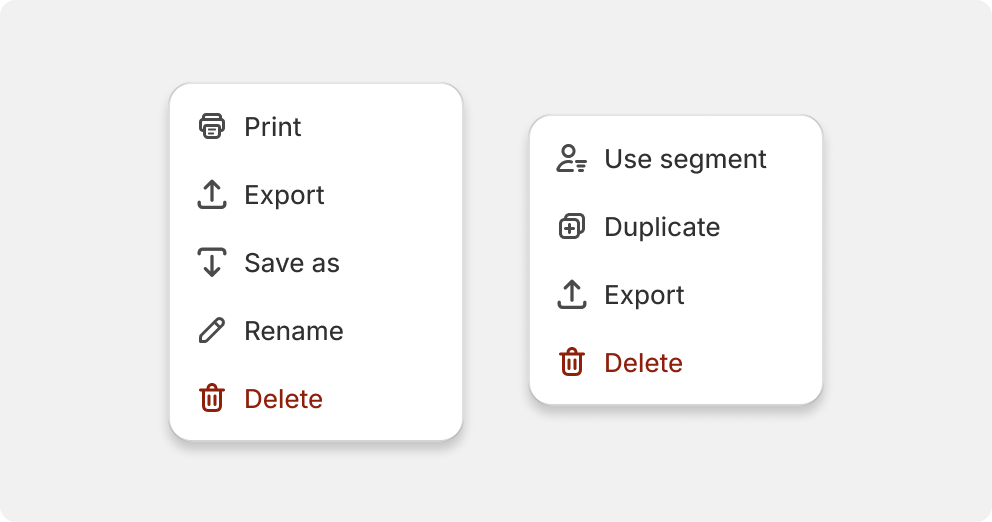 Print
Export
Save as
Rename
Delete
Use segment
Duplicate
Export
Delete